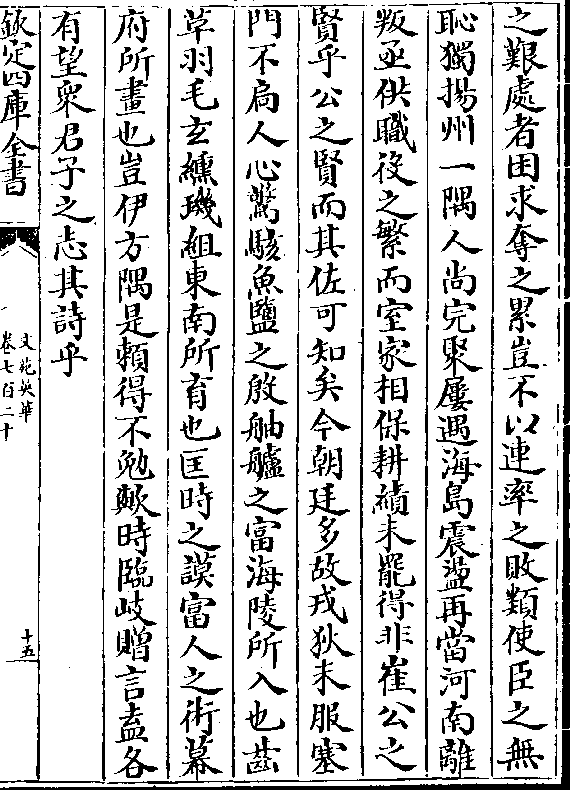 之艱處者困求奪之累豈不以連率之敗類使臣之無
恥獨揚州一隅人尚完聚屢遇海島震盪再當河南離
叛亟供職役之繁而室家相保耕績未罷得非崔公之
賢乎公之賢而其佐可知矣今朝廷多故戎狄未服塞
門不扃人心驚駭魚鹽之殷舳艫之富海陵所入也齒
草羽毛玄纁璣組東南所育也匡時之謨富人之術幕
府所畫也豈伊方隅是賴得不勉歟時臨岐贈言盍各
有望衆君子之志其詩乎
欽定四庫全書
文苑英華
卷七百二十
十五